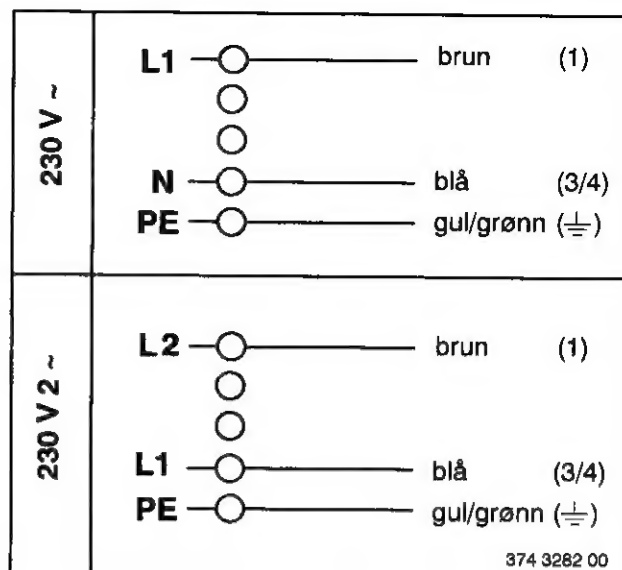 230 V ~
L1 brun (1)
N blå (3/4)
PE gul/grønn (⏚)
230 V 2 ~
L2 brun (1)
L1 blå (3/4)
PE gul/grønn (⏚)
374 3282 00